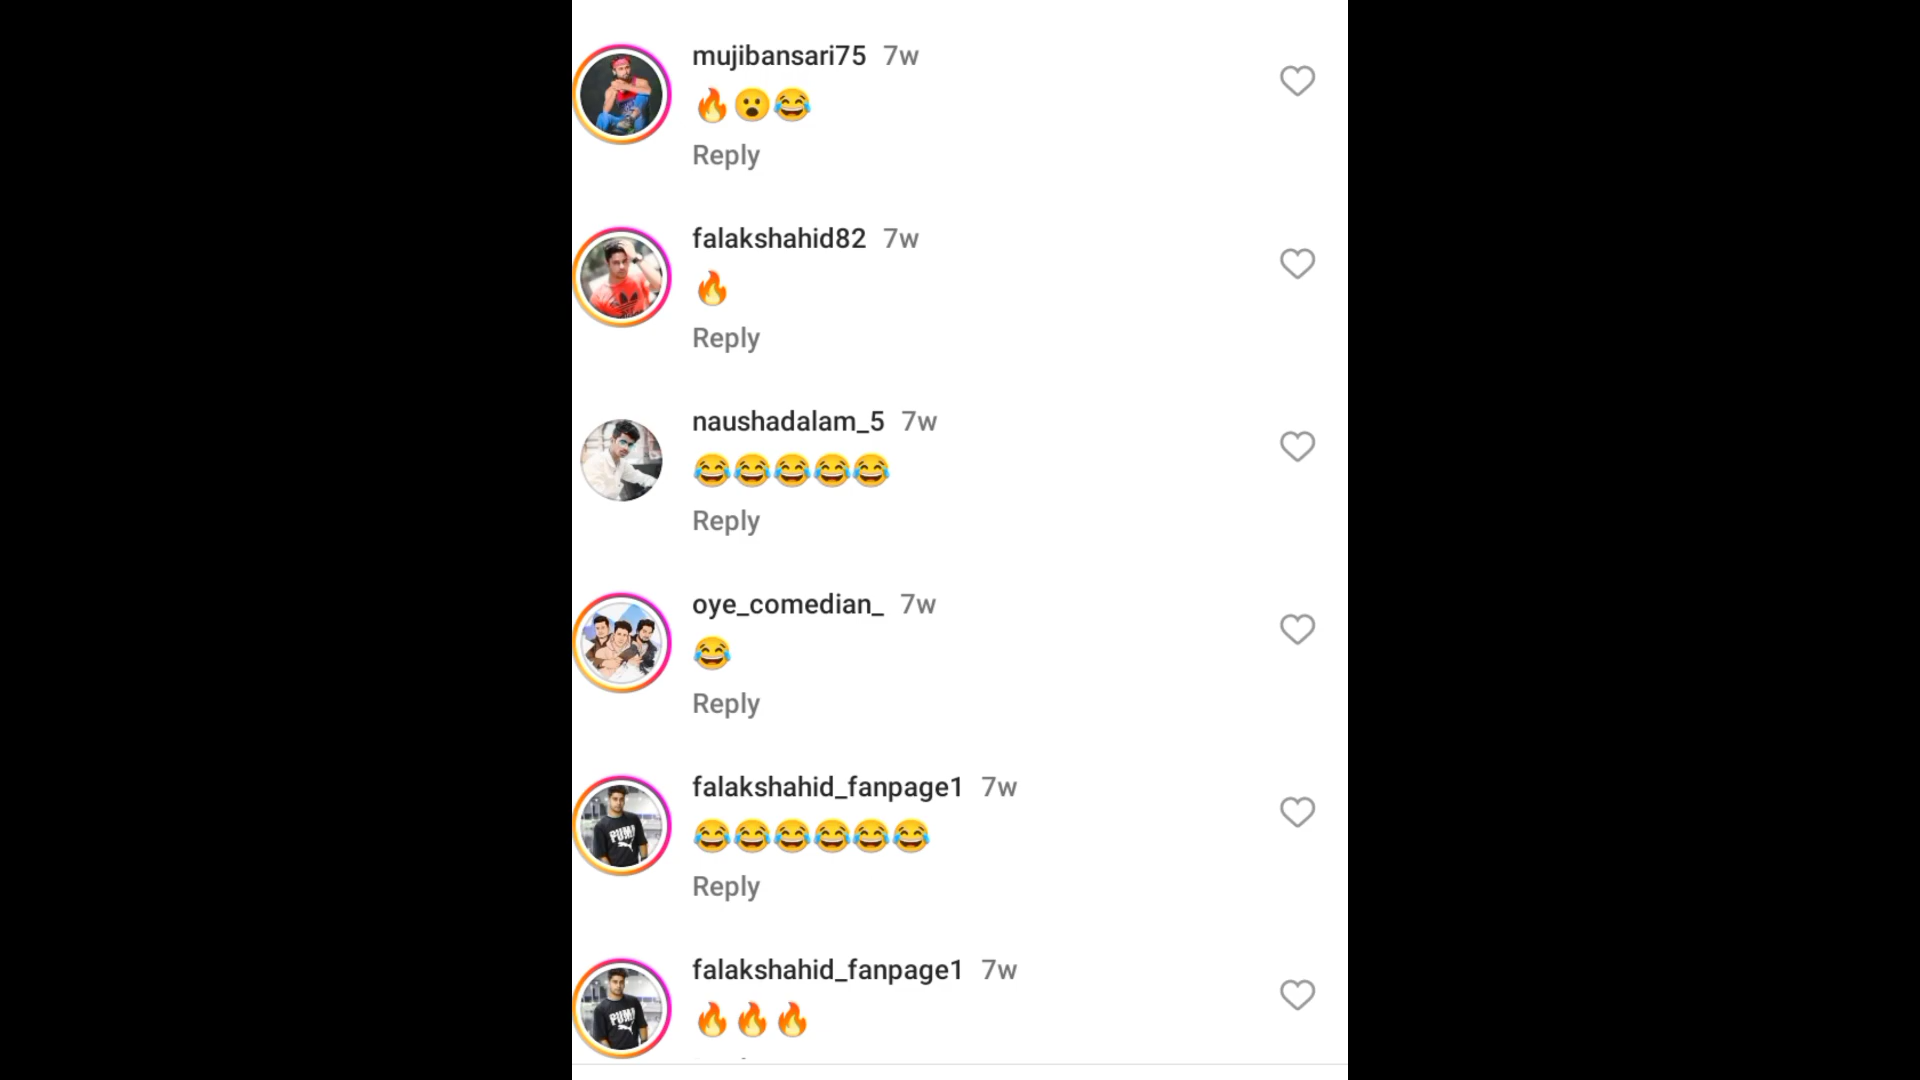 mujibansari75 7w
🔥😮😂
Reply
falakshahid82 7w
🔥
Reply
naushadalam_5 7w
😂😂😂😂😂
Reply
oye_comedian_ 7w
😂
Reply
falakshahid_fanpage1 7w
😂😂😂😂😂😂
Reply
falakshahid_fanpage1 7w
🔥🔥🔥